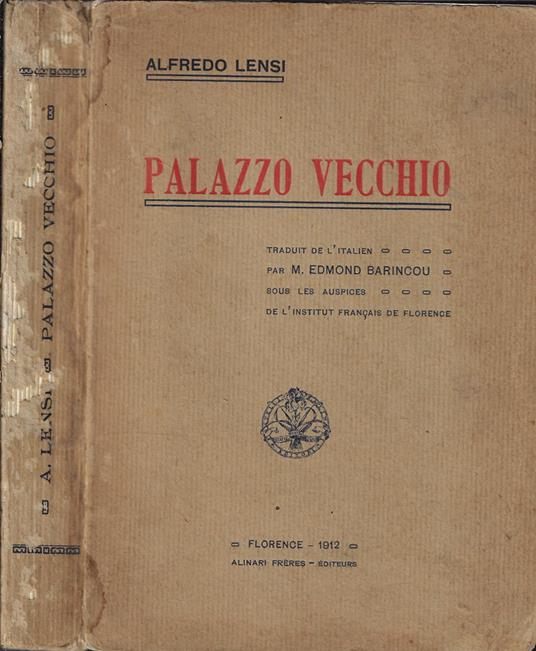 A. LENSI PALAZZO VECCHIO
ALFREDO LENSI
PALAZZO VECCHIO
TRADUIT DE L'ITALIEN
PAR M. EDMOND BARINCOU
SOUS LES AUSPICES
DE L'INSTITUT FRANÇAIS DE FLORENCE
FLORENCE - 1912
ALINARI FRÈRES - ÉDITEURS